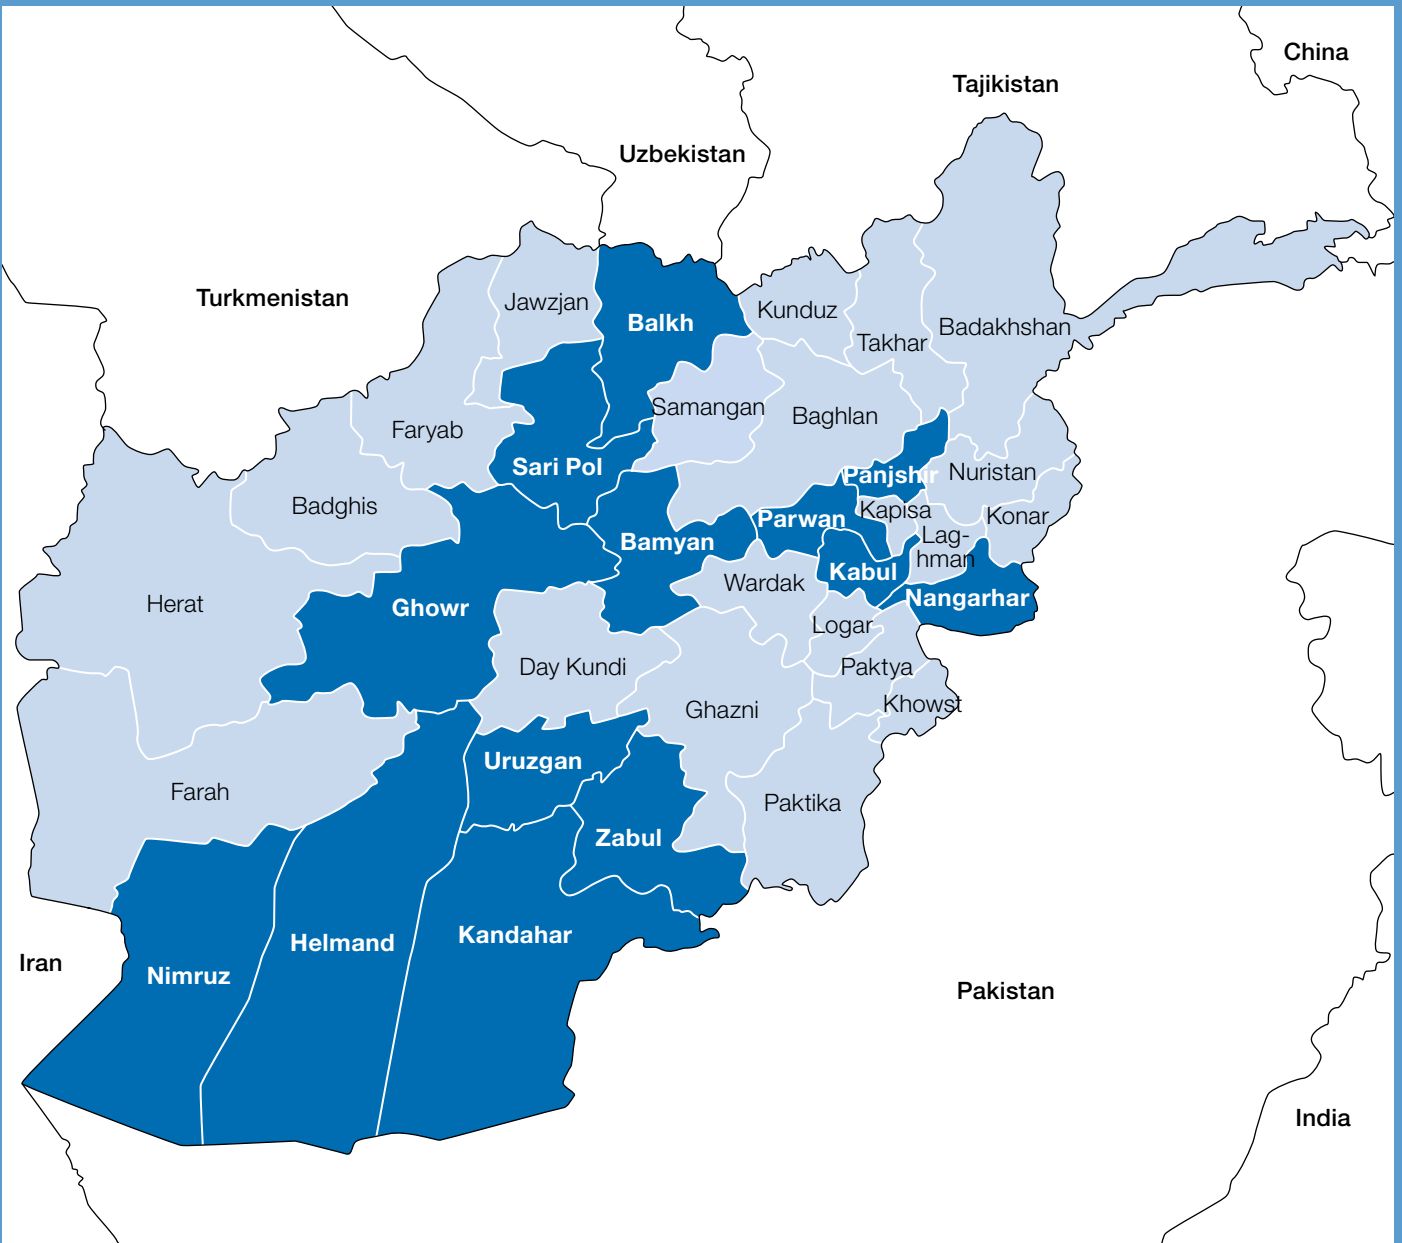 China
Tajikistan
Uzbekistan
Turkmenistan
Jawzjan
Balkh
Kunduz
Takhar
Badakhshan
Samangan
Baghlan
Faryab
Sari Pol
Panjshir
Nuristan
Badghis
Parwan
Kapisa
Konar
Bamyan
Lag-
hman
Wardak
Kabul
Nangarhar
Herat
Ghowr
Logar
Day Kundi
Paktya
Ghazni
Khowst
Uruzgan
Farah
Paktika
Zabul
Kandahar
Helmand
Iran
Nimruz
Pakistan
India